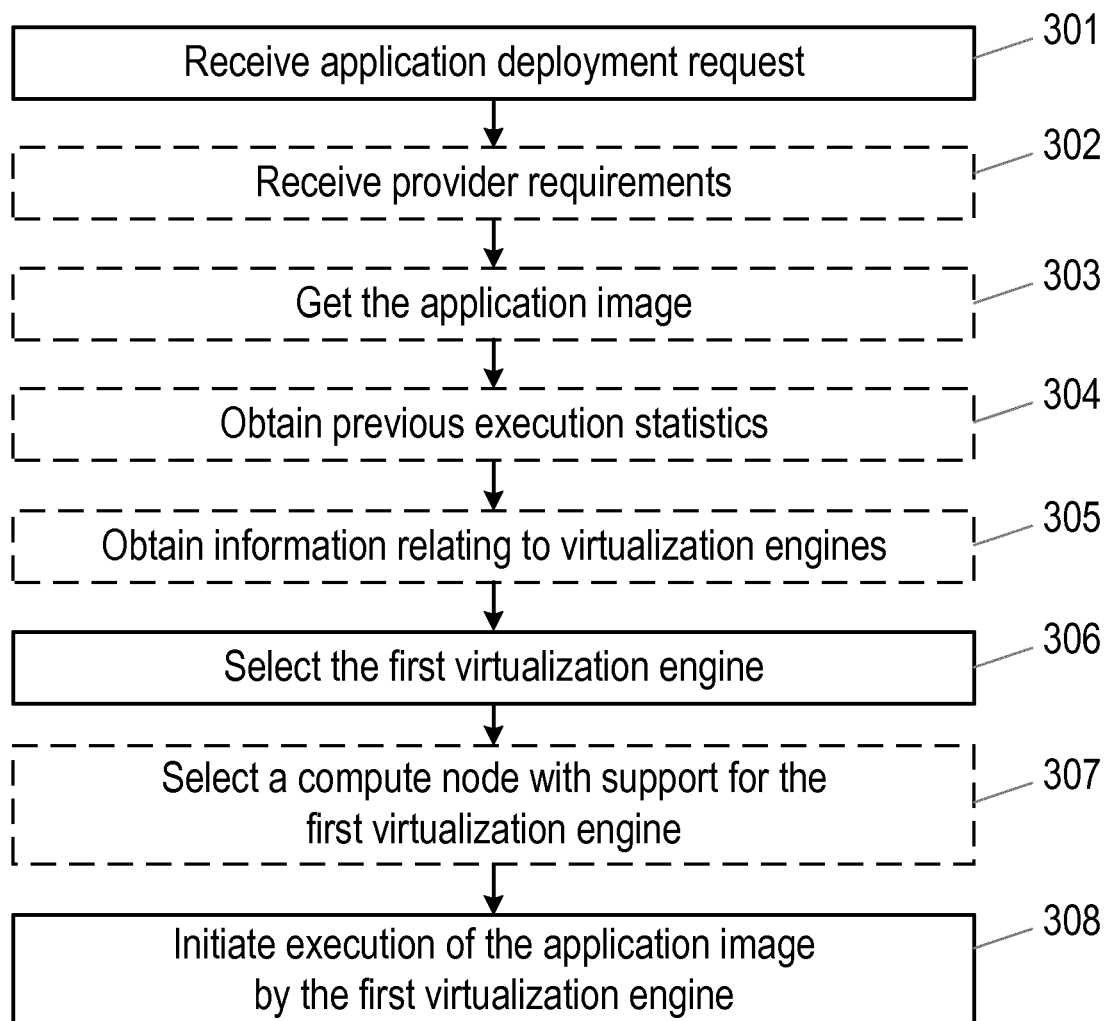 Receive application deployment request
301
Receive provider requirements
302
Get the application image
303
Obtain previous execution statistics
304
Obtain information relating to virtualization engines
305
Select the first virtualization engine
306
Select a compute node with support for the
first virtualization engine
307
Initiate execution of the application image
by the first virtualization engine
308